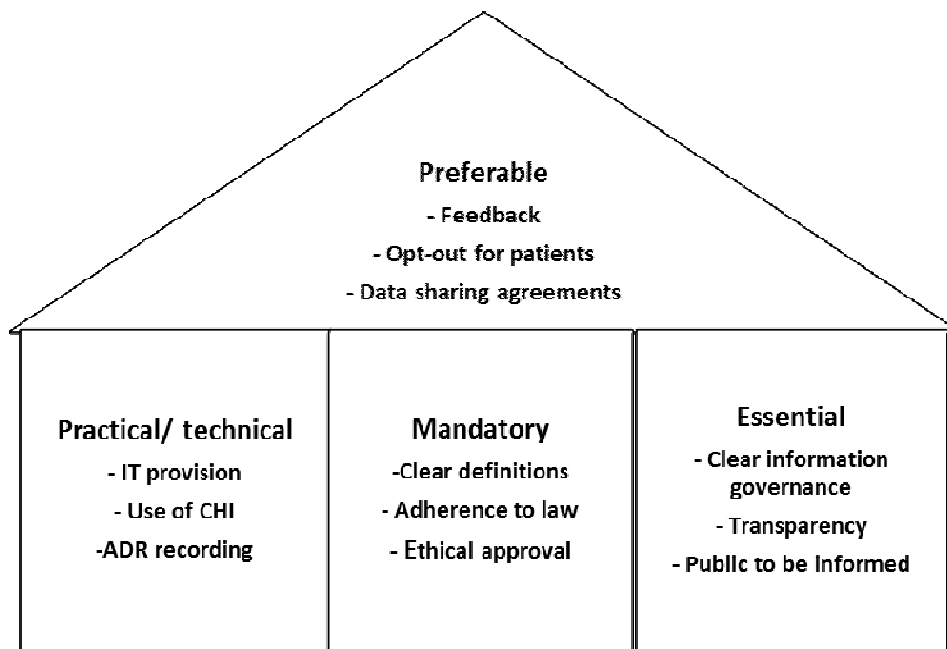 Preferable
- Feedback
- Opt-out for patients
- Data sharing agreements
Practical/ technical
- IT provision
- Use of CHI
-ADR recording
Mandatory
-Clear definitions
- Adherence to law
- Ethical approval
Essential
- Clear information
governance
- Transparency
- Public to be informed